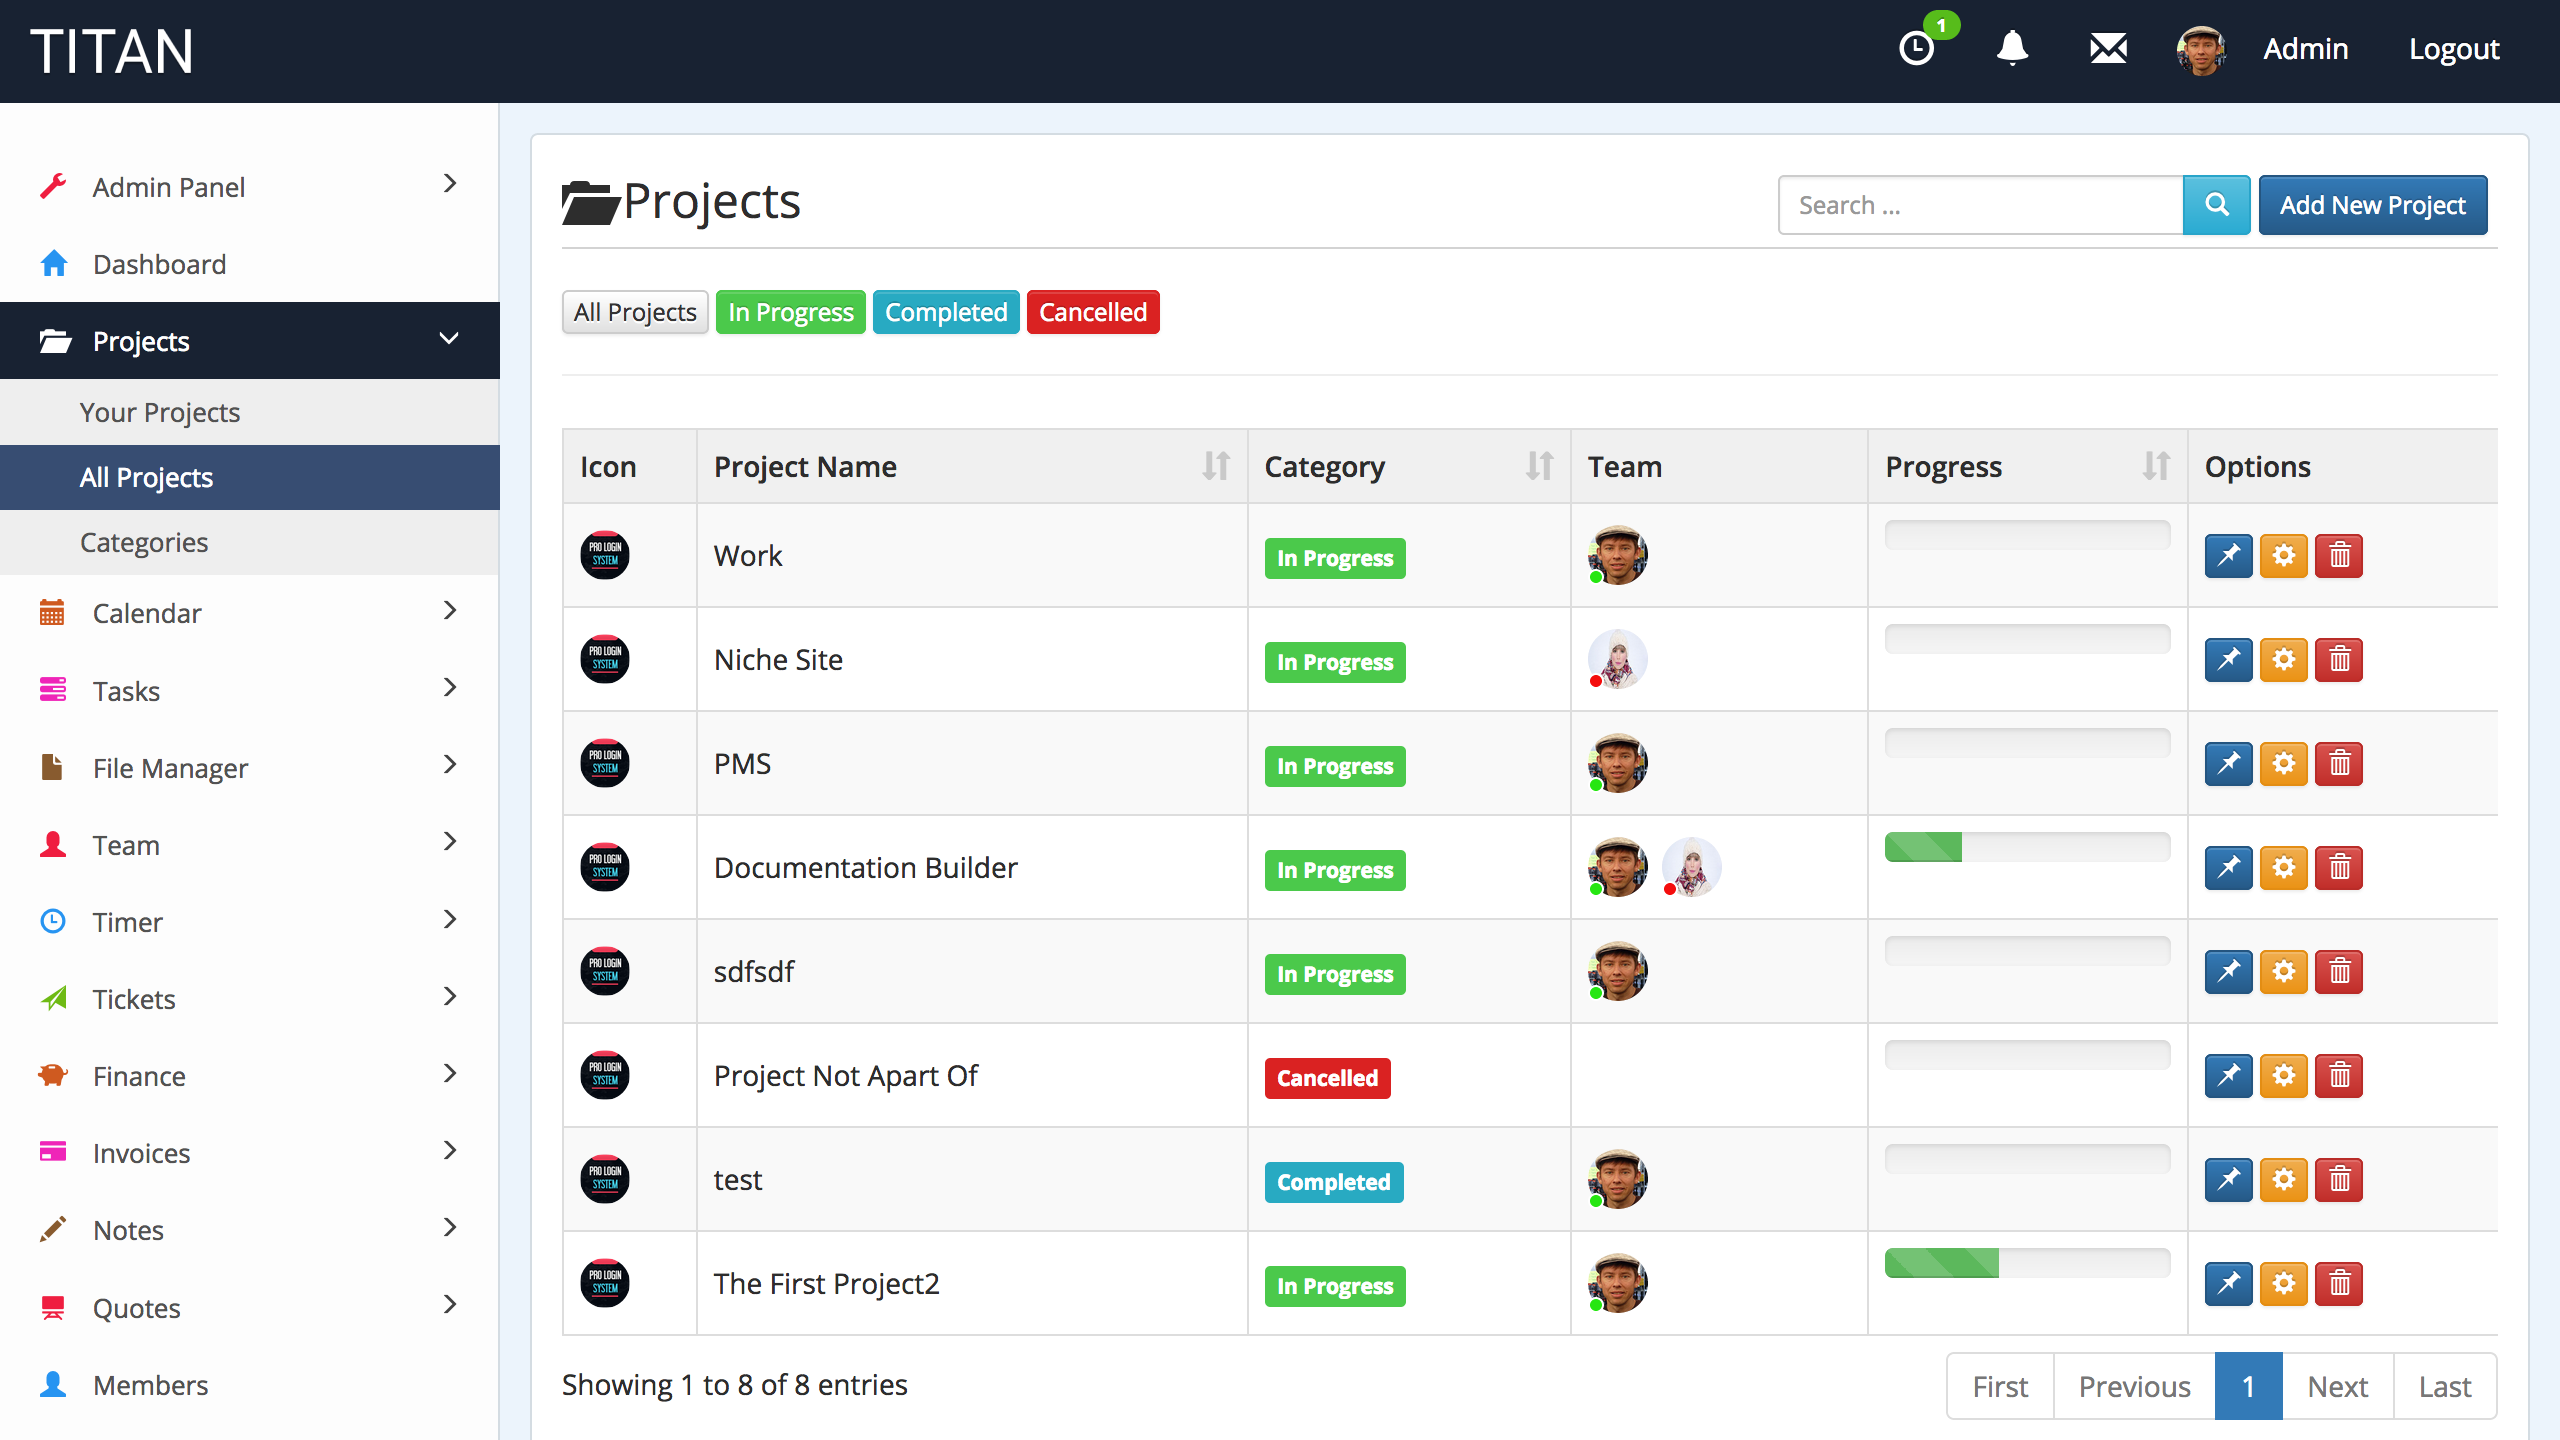 TITAN
1
Admin
Logout
Admin Panel
Dashboard
Projects
Your Projects
All Projects
Categories
Calendar
Tasks
File Manager
Team
Timer
Tickets
Finance
Invoices
Notes
Quotes
Members
Projects
Search ...
Add New Project
All Projects
In Progress
Completed
Cancelled
Icon
Project Name
Category
Team
Progress
Options
PRO LOGIN
SYSTEM
Work
In Progress
PRO LOGIN
SYSTEM
Niche Site
In Progress
PRO LOGIN
SYSTEM
PMS
In Progress
PRO LOGIN
SYSTEM
Documentation Builder
In Progress
PRO LOGIN
SYSTEM
sdfsdf
In Progress
PRO LOGIN
SYSTEM
Project Not Apart Of
Cancelled
PRO LOGIN
SYSTEM
test
Completed
PRO LOGIN
SYSTEM
The First Project2
In Progress
Showing 1 to 8 of 8 entries
First
Previous
1
Next
Last